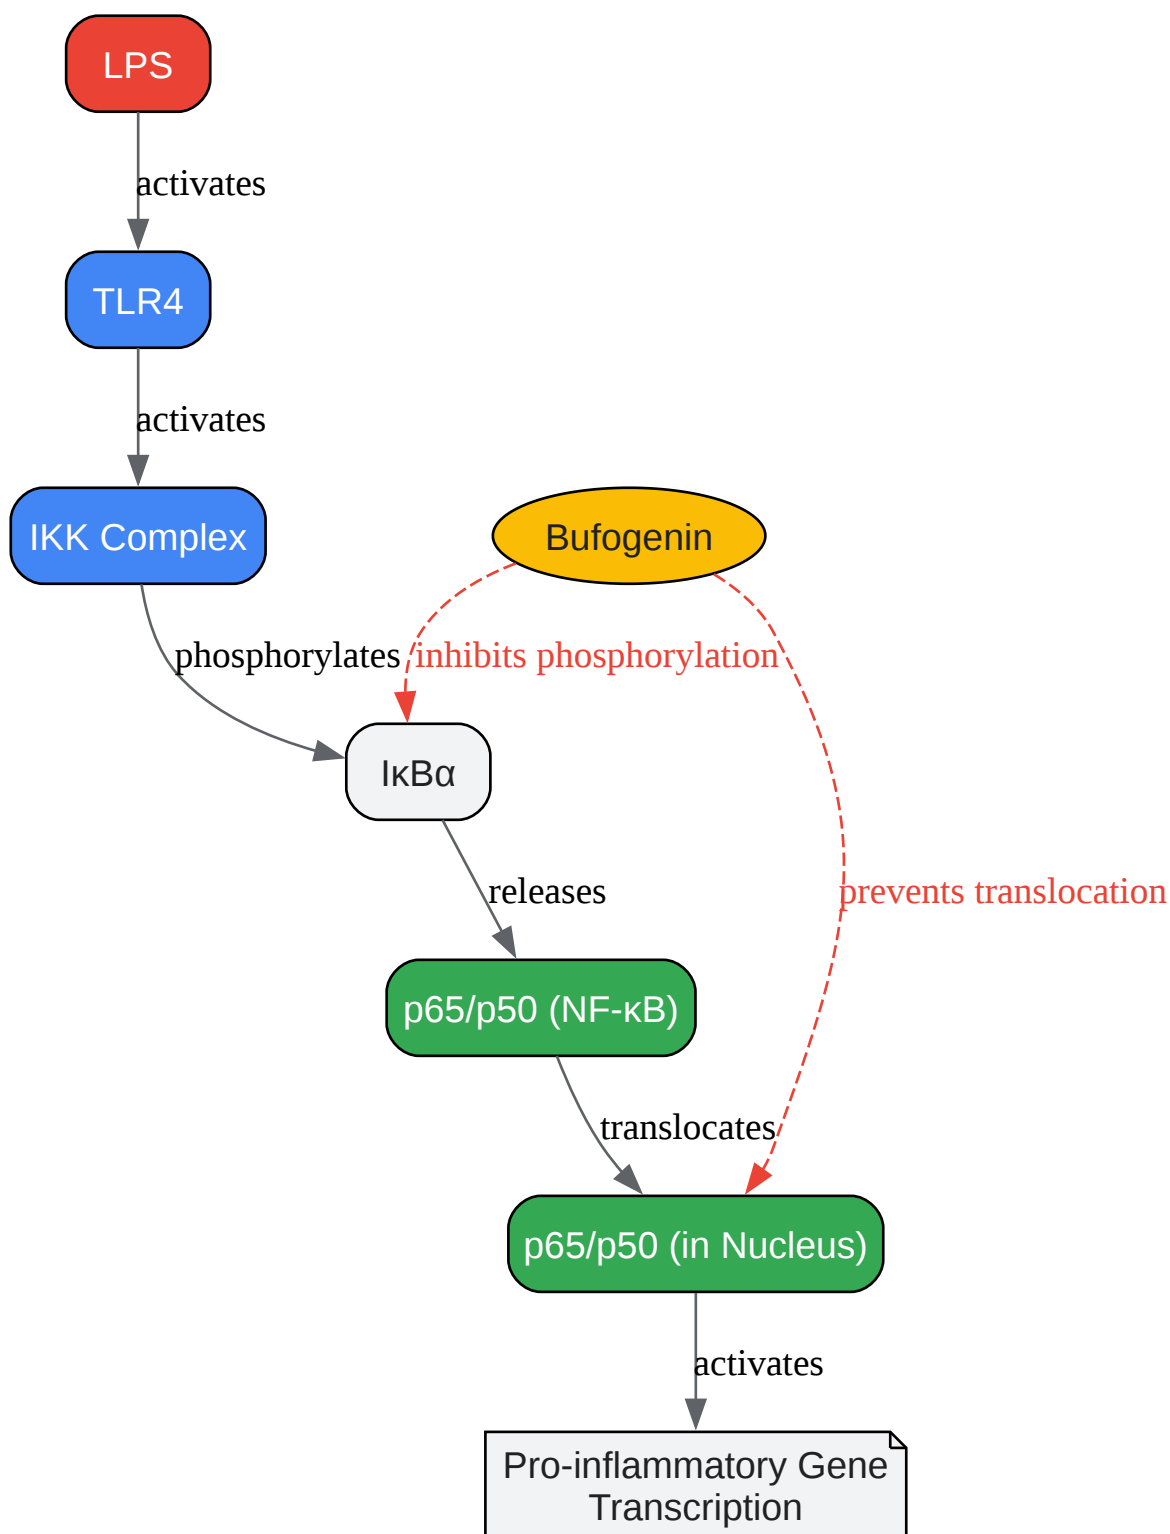 LPS
activates
TLR4
activates
IKK Complex
Bufogenin
phosphorylates
inhibits phosphorylation
IκBα
releases
prevents translocation
p65/p50 (NF-κB)
translocates
p65/p50 (in Nucleus)
activates
Pro-inflammatory Gene
Transcription